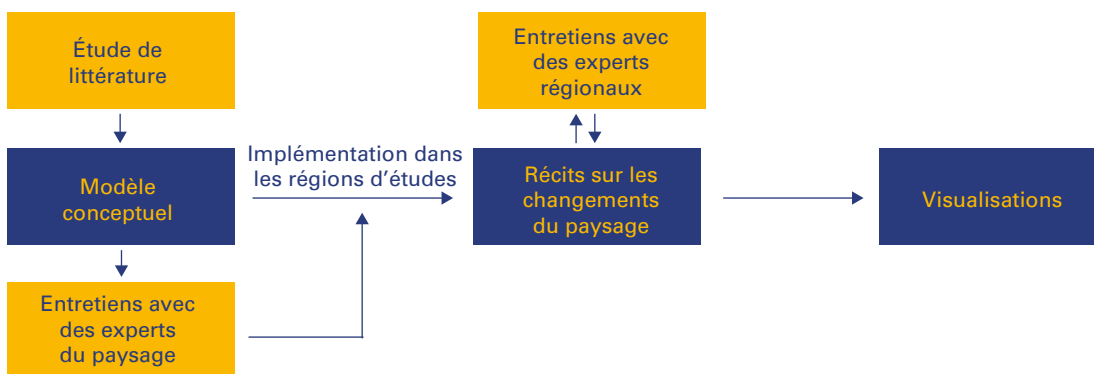 Étude de
littérature
Modèle
conceptuel
Entretiens avec
des experts
du paysage
Implémentation dans
les régions d’études
Entretiens avec
des experts
régionaux
Récits sur les
changements
du paysage
Visualisations